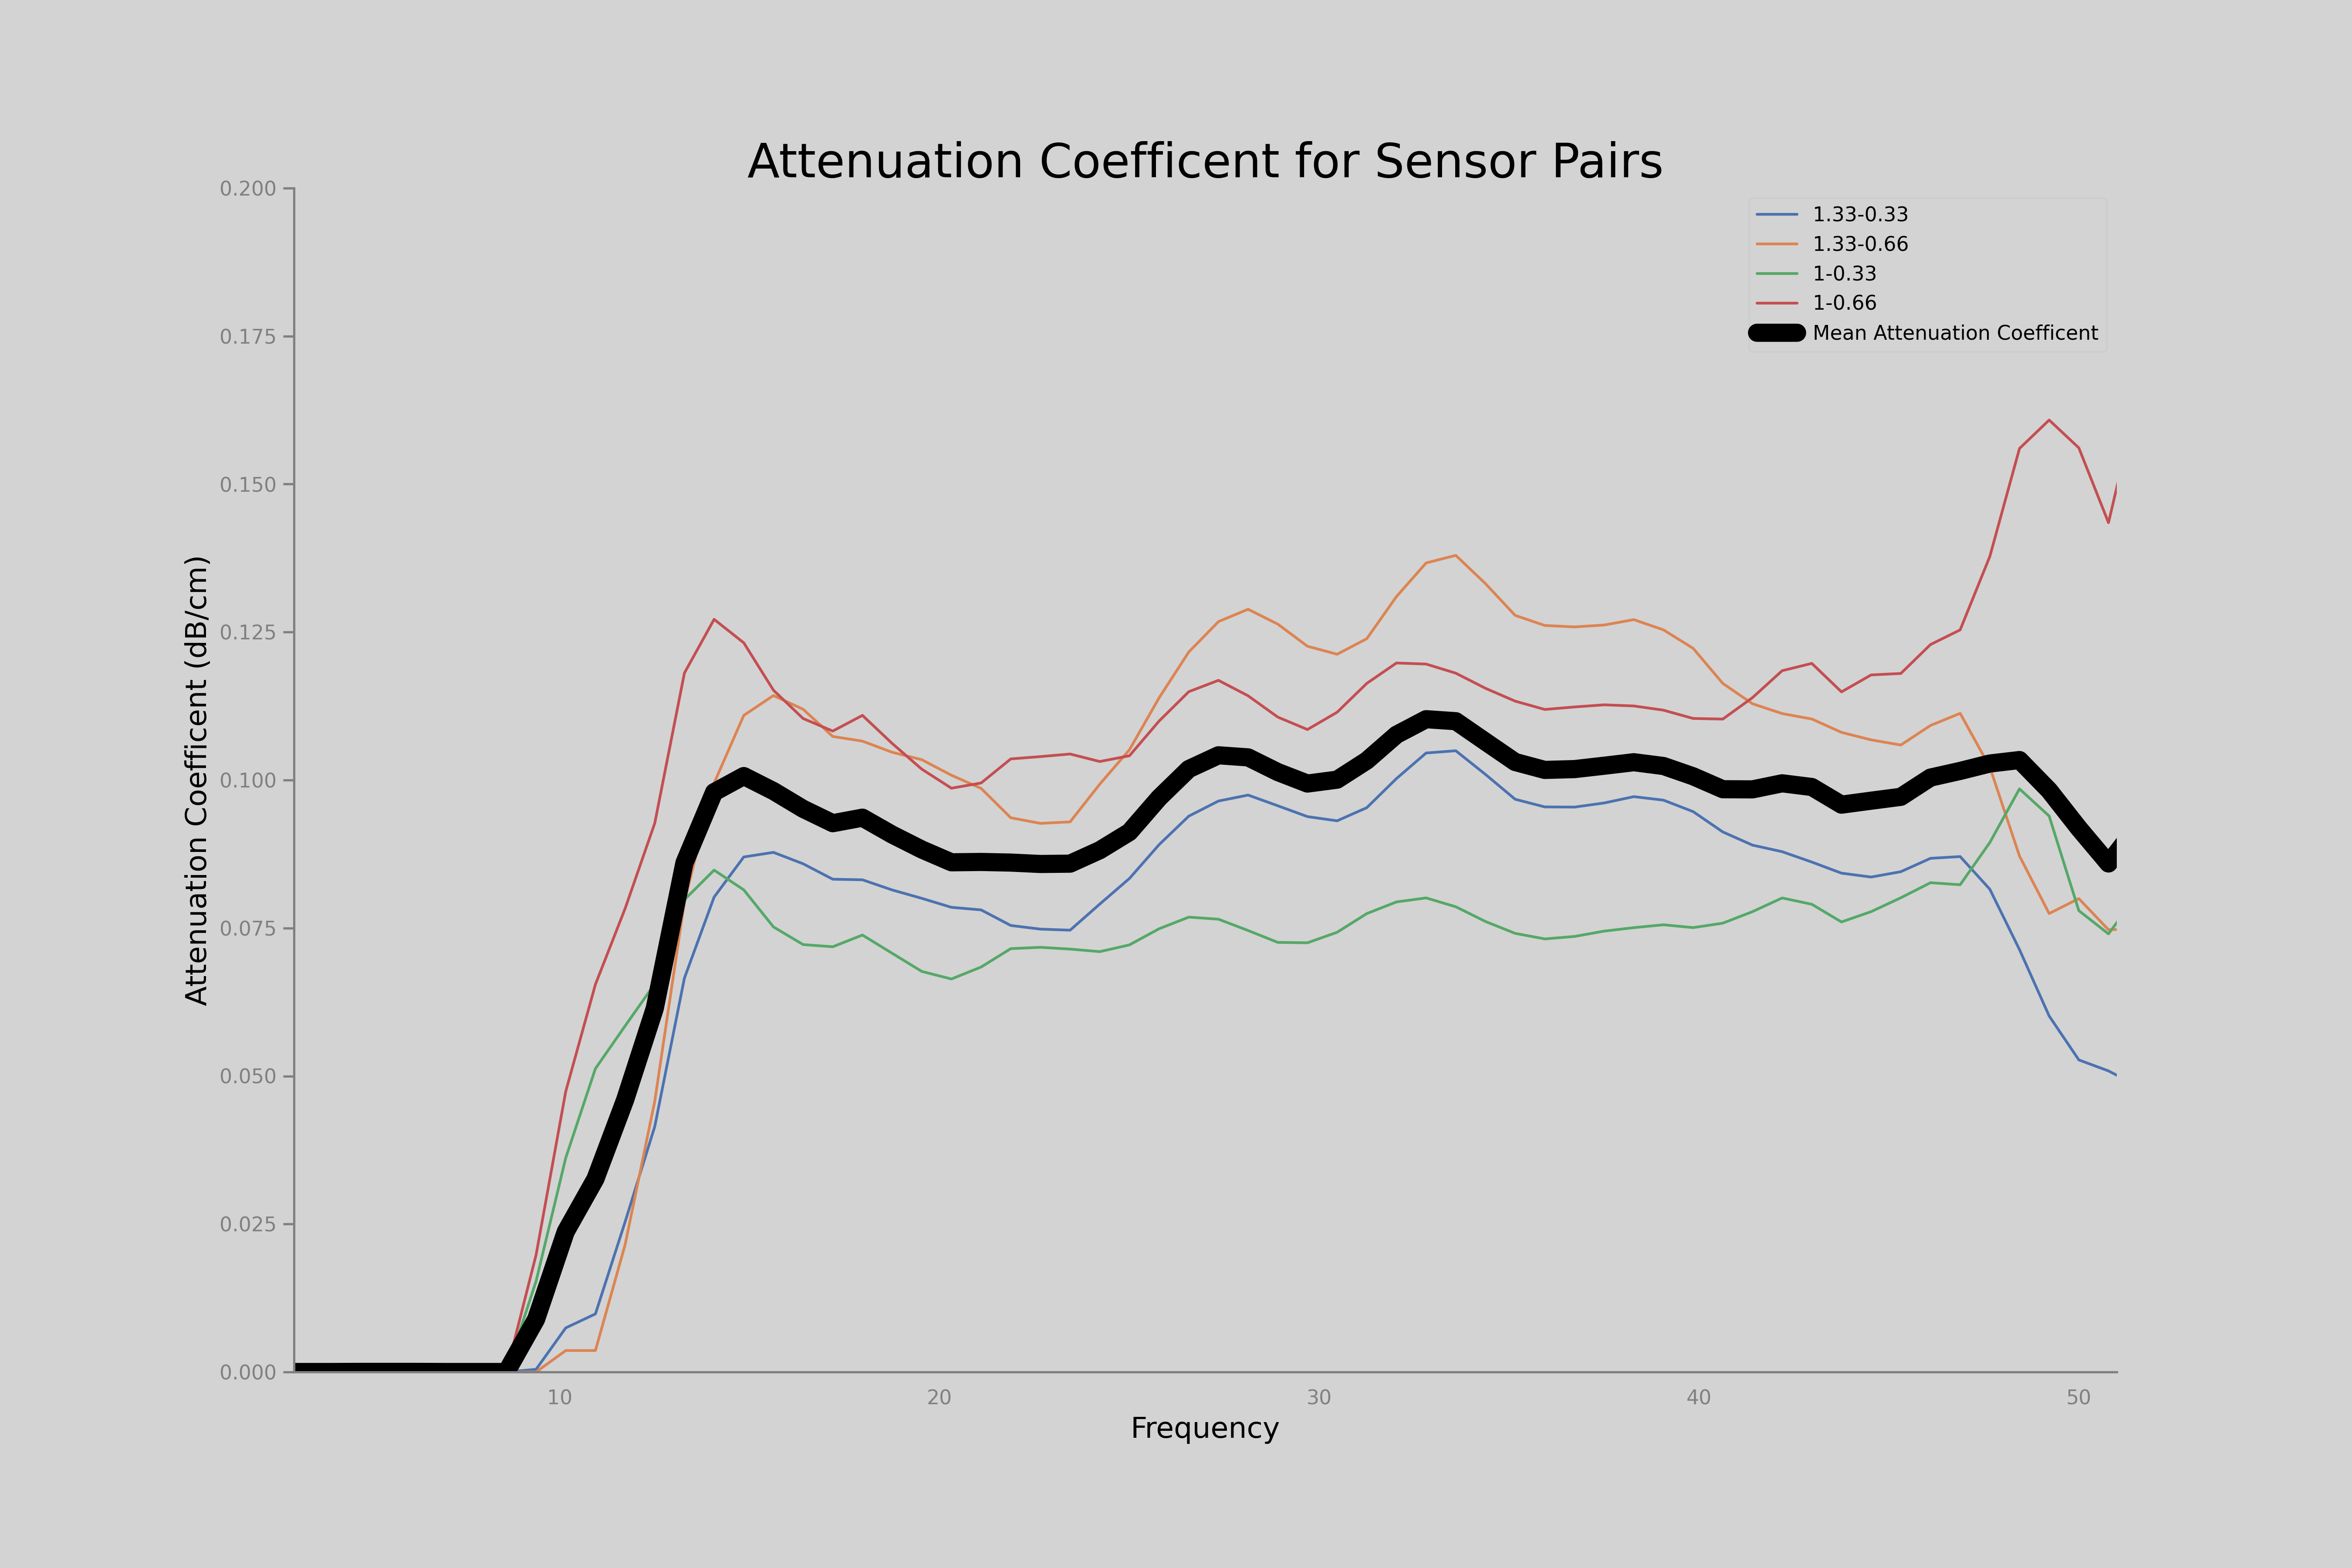 Attenuation Coefficent for Sensor Pairs
0.200
0.175
0.150
0.125
0.100
0.075
0.050
0.025
0.000
Attenuation Coefficent (dB/cm)
1.33-0.33
1.33-0.66
1-0.33
1-0.66
Mean Attenuation Coefficent
10 20 30 40 50
Frequency